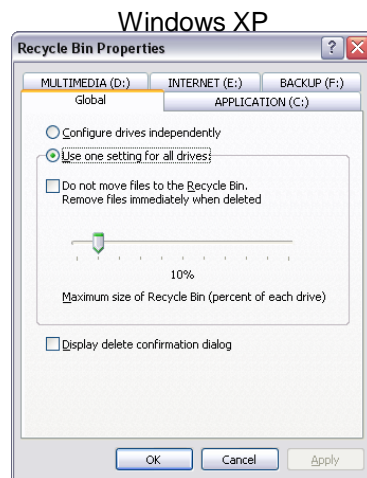 Windows XP
Recycle Bin Properties
?
MULTIMEDIA (D:) INTERNET (E:) BACKUP (F:)
Global APPLICATION (C:)
Configure drives independently
Use one setting for all drives:
Do not move files to the Recycle Bin.
Remove files immediately when deleted
10%
Maximum size of Recycle Bin (percent of each drive)
Display delete confirmation dialog
OK Cancel Apply